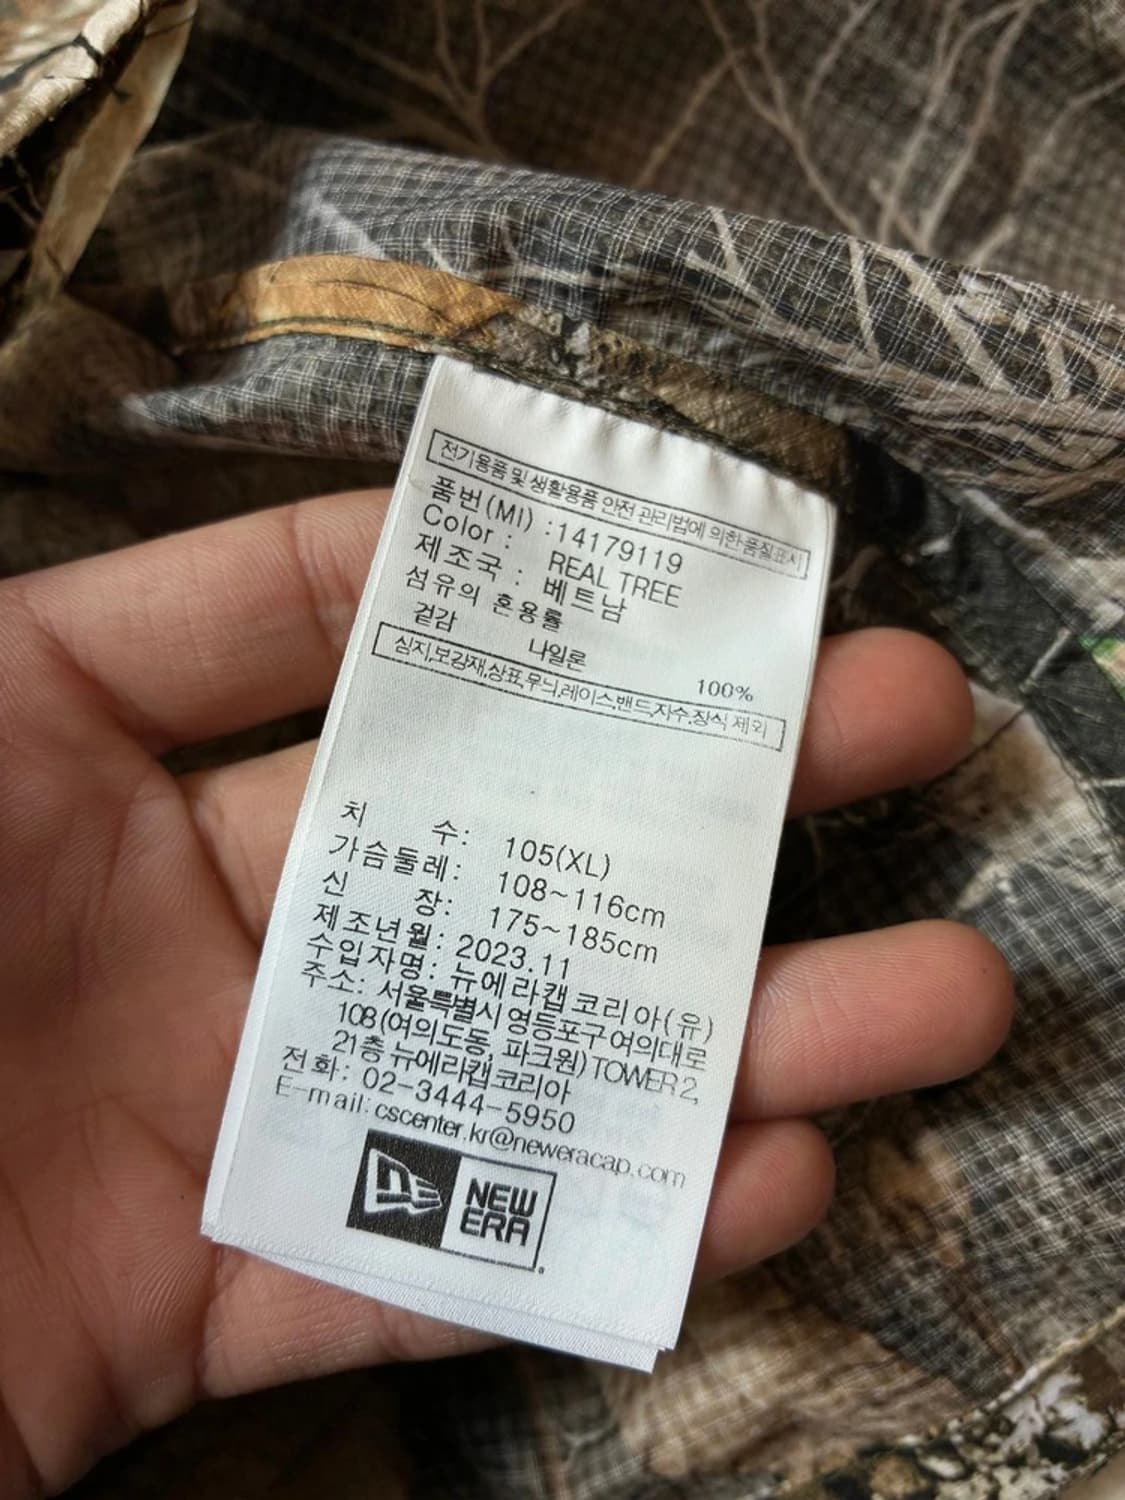 전기용품 및 생활용품 안전 관리법에 의한 품질표시
품번(MI) : 14179119
Color : REAL TREE
제조국 : 베트남
섬유의 혼용률
겉감 나일론 100%
심지,보강재,상표,무늬,레이스,밴드,자수,장식 제외
치 수: 105(XL)
가슴둘레: 108~116cm
신 장: 175~185cm
제조년월: 2023.11
수입자명: 뉴에라캡 코리아(유)
주소: 서울특별시 영등포구 여의대로
108(여의도동, 파크원) TOWER 2,
21층 뉴에라캡코리아
전화: 02-3444-5950
E-mail: cscenter.kr@neweracap.com
NE
NEW
ERA